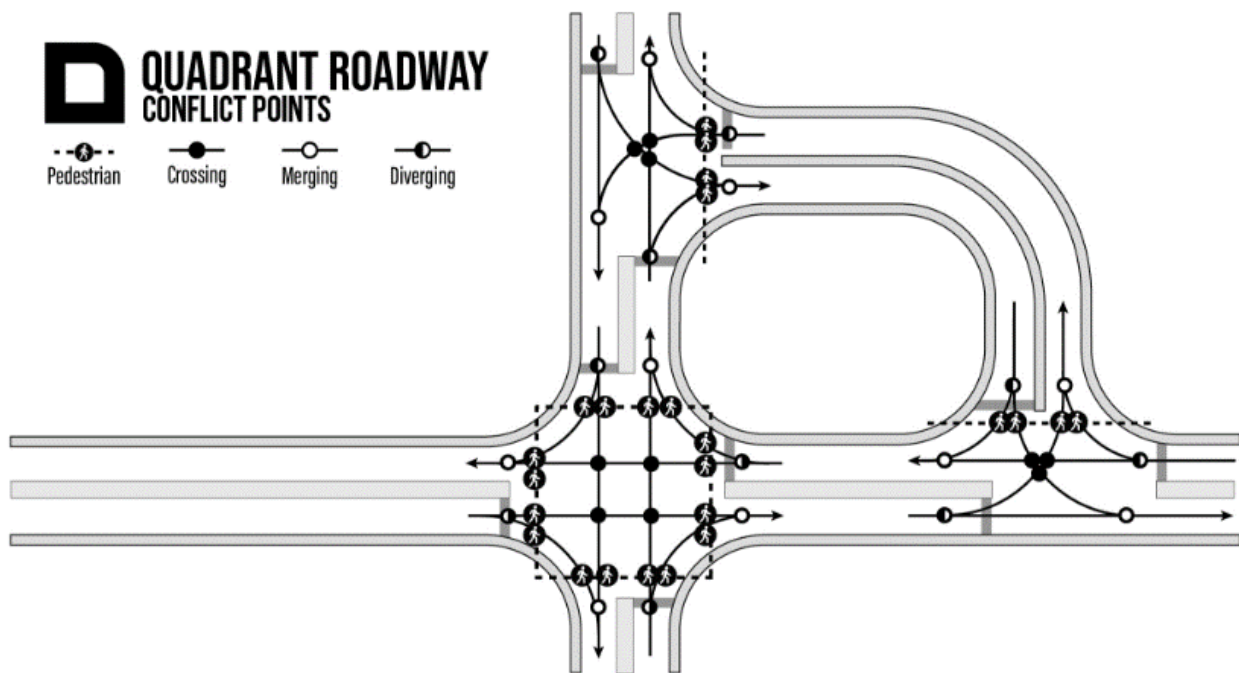 QUADRANT ROADWAY
CONFLICT POINTS
Pedestrian
Crossing
Merging
Diverging